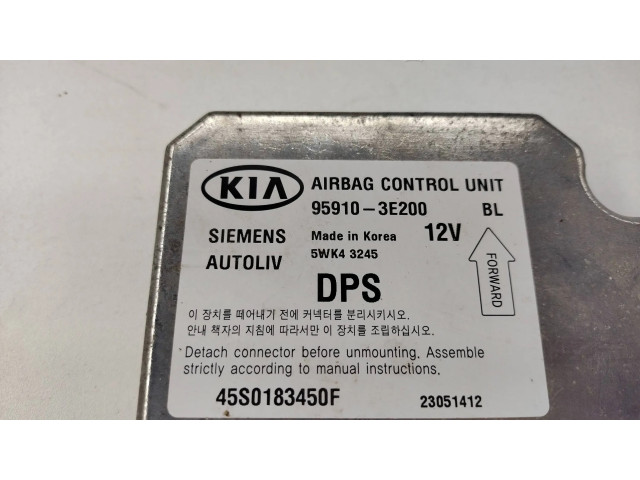 KIA AIRBAG CONTROL UNIT
95910-3E200 BL
SIEMENS Made in Korea 12V
AUTOLIV 5WK4 3245
FORWARD
DPS
이 장치를 떼어내기 전에 커넥터를 분리시키시오.
안내 책자의 지침에 따라서만 이 장치를 조립하십시오.
Detach connector before unmounting. Assemble
strictly according to manual instructions.
45S0183450F 23051412